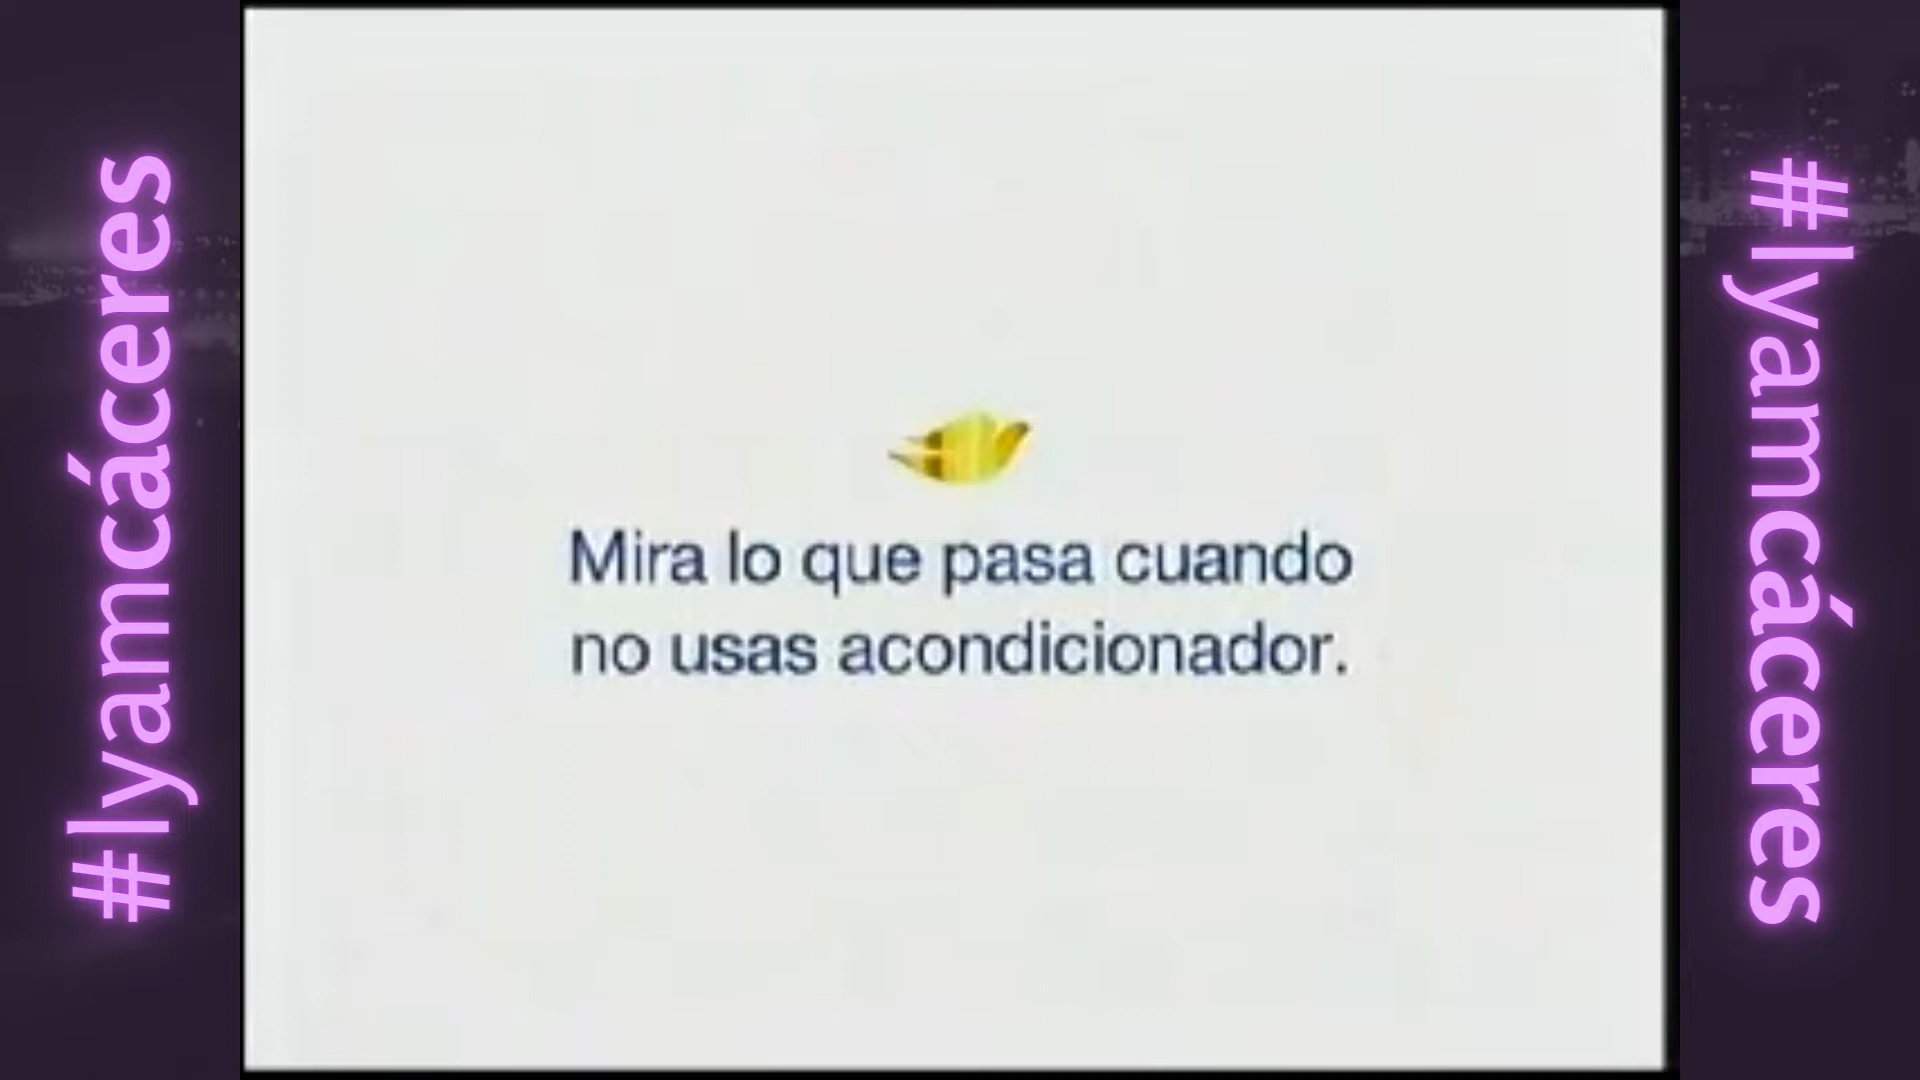 #lyamcáceres
Mira lo que pasa cuando
no usas acondicionador.
#lyamcáceres